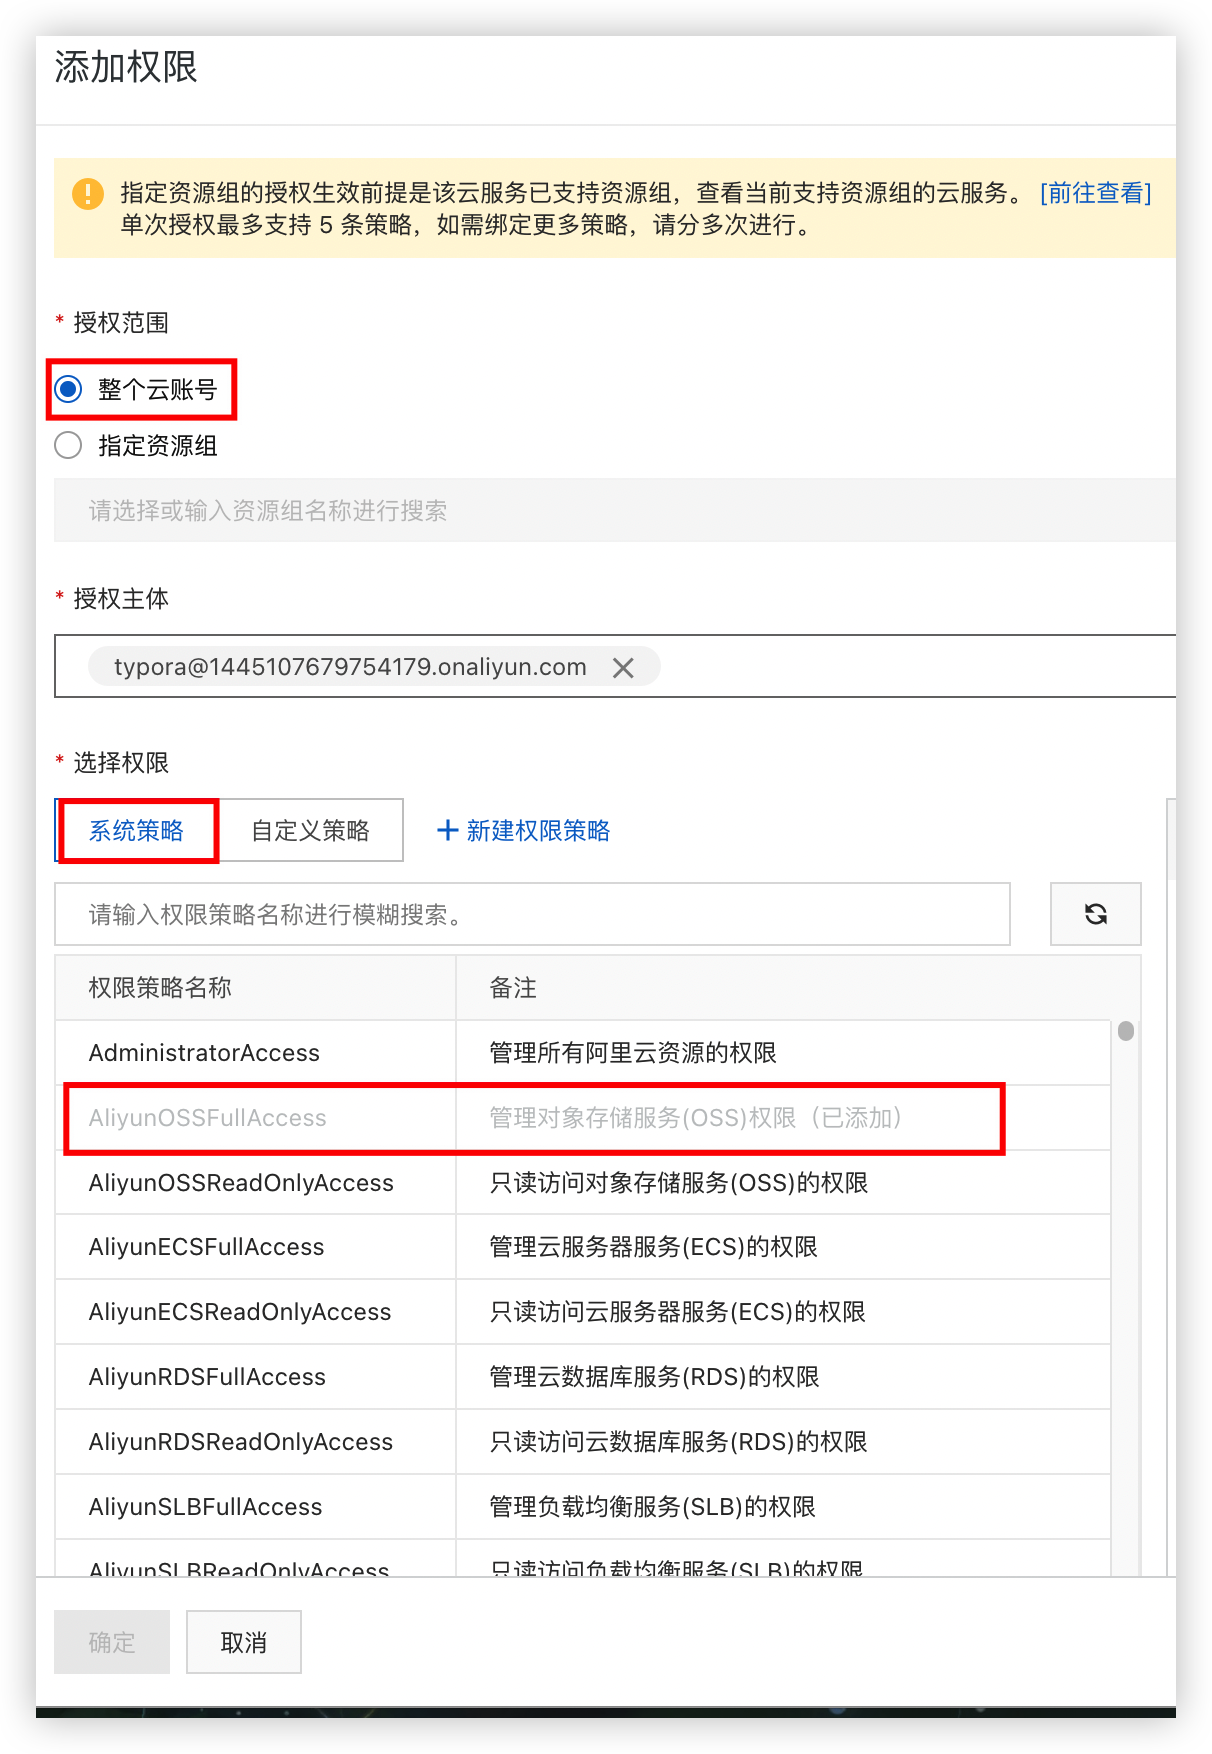 添加权限
指定资源组的授权生效前提是该云服务已支持资源组，查看当前支持资源组的云服务。 [前往查看]
单次授权最多支持 5 条策略，如需绑定更多策略，请分多次进行。
* 授权范围
整个云账号
指定资源组
请选择或输入资源组名称进行搜索
* 授权主体
typora@1445107679754179.onaliyun.com
* 选择权限
系统策略 自定义策略 + 新建权限策略
请输入权限策略名称进行模糊搜索。
权限策略名称 备注
AdministratorAccess 管理所有阿里云资源的权限
AliyunOSSFullAccess 管理对象存储服务(OSS)权限（已添加）
AliyunOSSReadOnlyAccess 只读访问对象存储服务(OSS)的权限
AliyunECSFullAccess 管理云服务器服务(ECS)的权限
AliyunECSReadOnlyAccess 只读访问云服务器服务(ECS)的权限
AliyunRDSFullAccess 管理云数据库服务(RDS)的权限
AliyunRDSReadOnlyAccess 只读访问云数据库服务(RDS)的权限
AliyunSLBFullAccess 管理负载均衡服务(SLB)的权限
AliyunSLBReadOnlyAccess 只读访问负载均衡服务(SLB)的权限
确定 取消